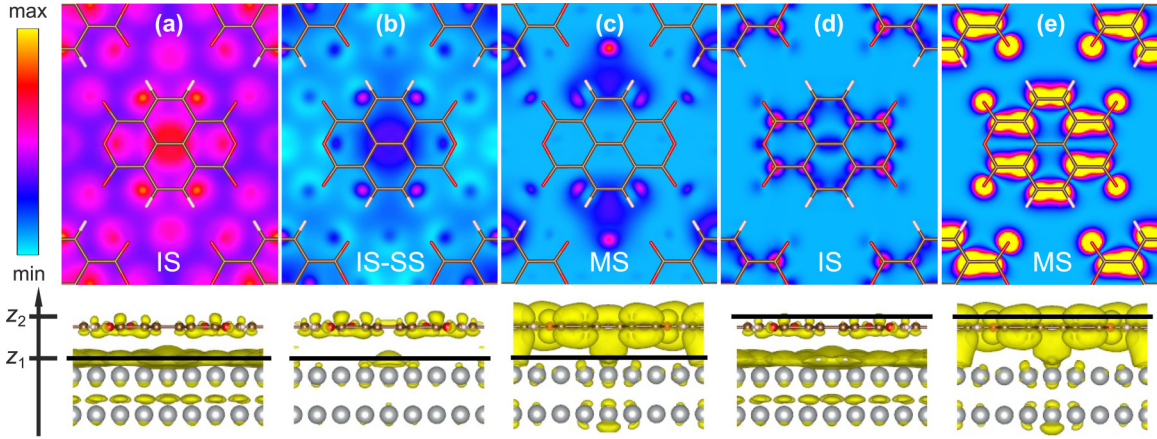 max
(a)
(b)
(c)
(d)
(e)
min
IS
IS-SS
MS
IS
MS
z2
z1